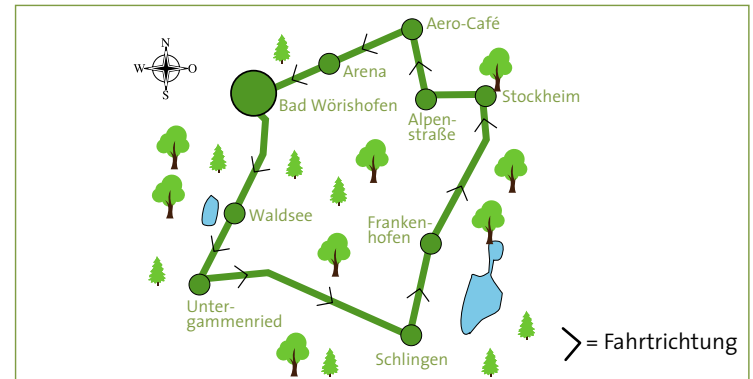 Aero-Café
N
W
O
S
Arena
Bad Wörishofen
Stockheim
Alpen-
straße
Waldsee
Franken-
hofen
Unter-
gammenried
Schlingen
= Fahrtrichtung